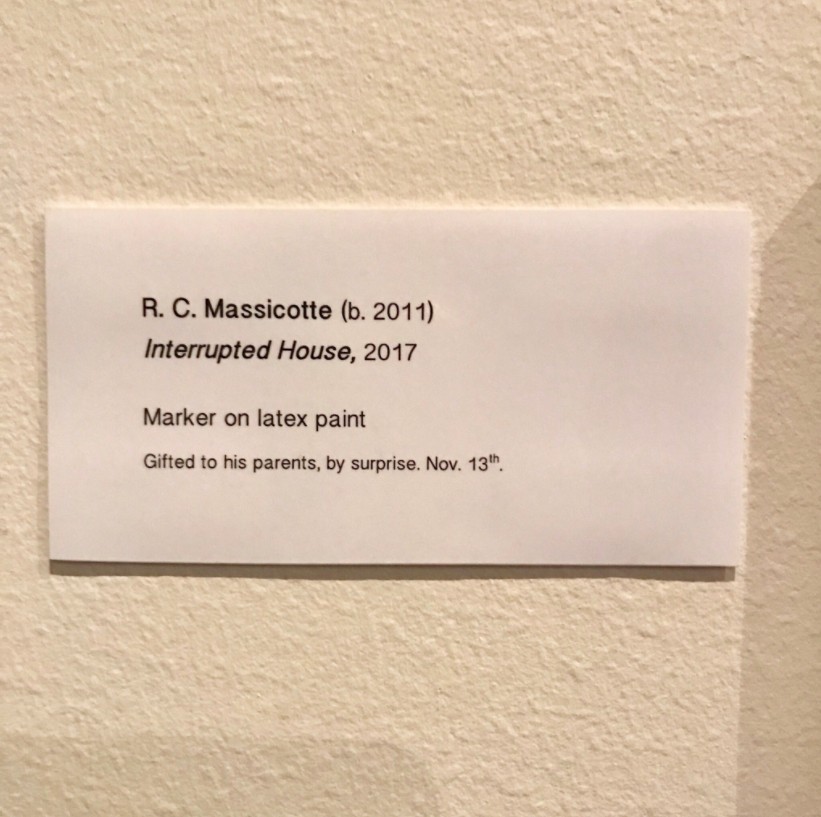 R. C. Massicotte (b. 2011)
Interrupted House, 2017
Marker on latex paint
Gifted to his parents, by surprise. Nov. 13th.